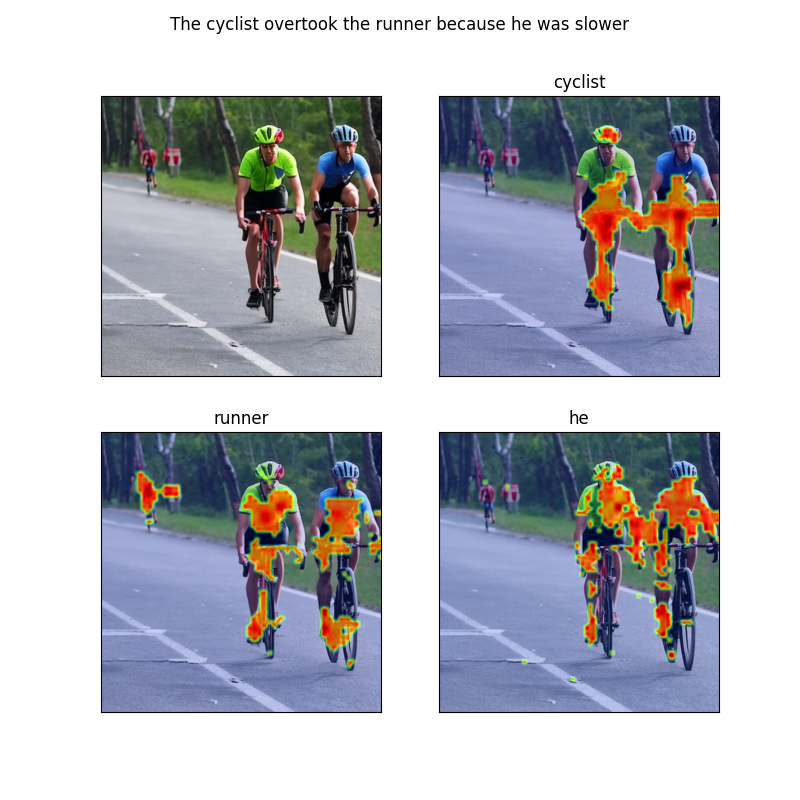 The cyclist overtook the runner because he was slower
cyclist
runner
he